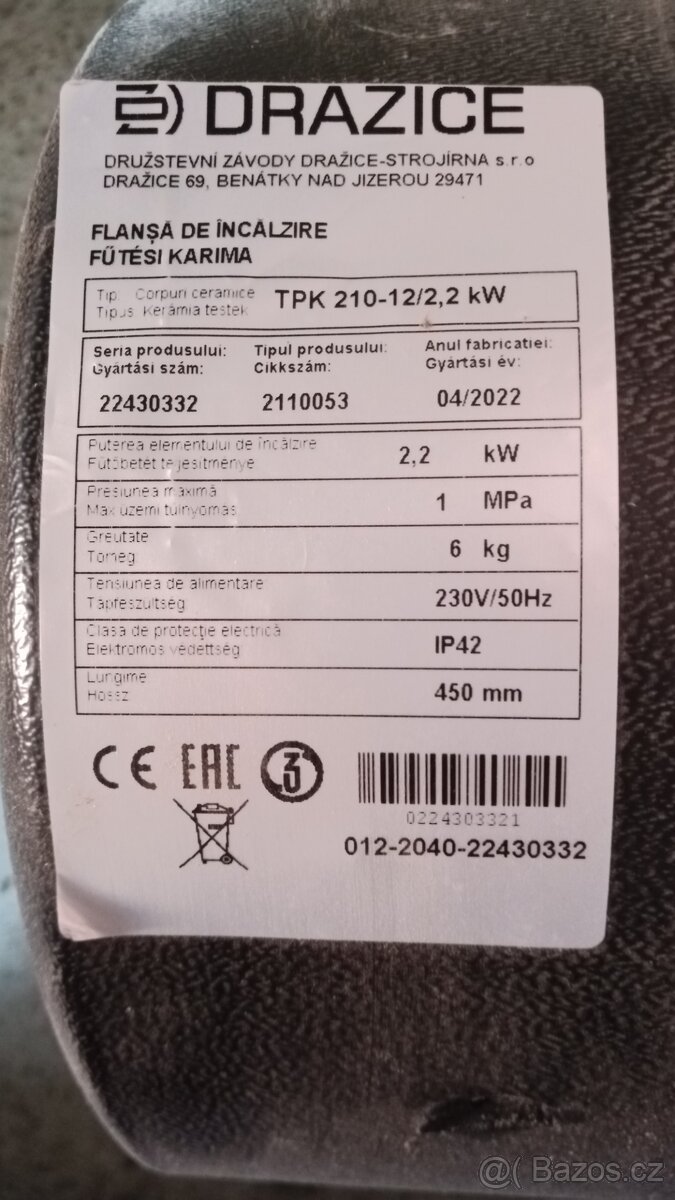 DRAZICE
DRUŽSTEVNÍ ZÁVODY DRAŽICE-STROJÍRNA s.r.o
DRAŽICE 69, BENÁTKY NAD JIZEROU 29471
FLANȘĂ DE ÎNCĂLZIRE
FŰTÉSI KARIMA
Tip. Corpuri ceramice TPK 210-12/2,2 kW
Tipus Kerámia testek
Seria produsului: Tipul produsului: Anul fabricatiei:
Gyártási szám: Cikkszám: Gyártási év:
22430332 2110053 04/2022
Puterea elementului de încălzire 2,2 kW
Fűtőbetét teljesítménye
Presiunea maximă 1 MPa
Max üzemi túlnyomás
Greutate 6 kg
Tömeg
Tensiunea de alimentare 230V/50Hz
Tápfeszültség
Clasa de protecție electrică IP42
Elektromos védettség
Lungime 450 mm
Hossz
CE EAC 3
0224303321
012-2040-22430332
@( Bazos.cz